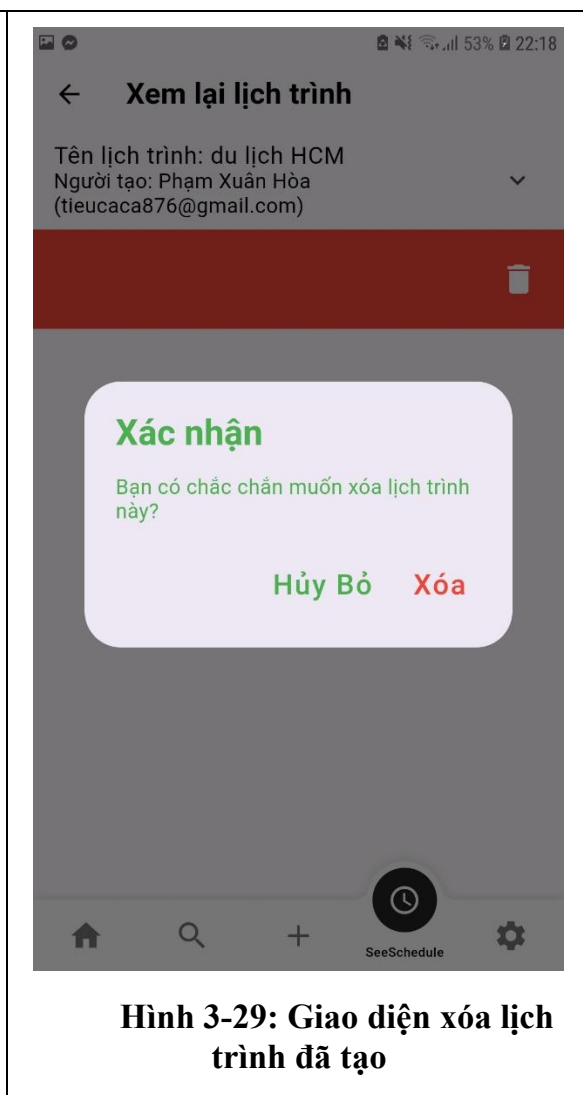 53% 22:18
Xem lại lịch trình
Tên lịch trình: du lịch HCM
Người tạo: Phạm Xuân Hòa
(tieucaca876@gmail.com)
Xác nhận
Bạn có chắc chắn muốn xóa lịch trình
này?
Hủy Bỏ Xóa
SeeSchedule
Hình 3-29: Giao diện xóa lịch
trình đã tạo